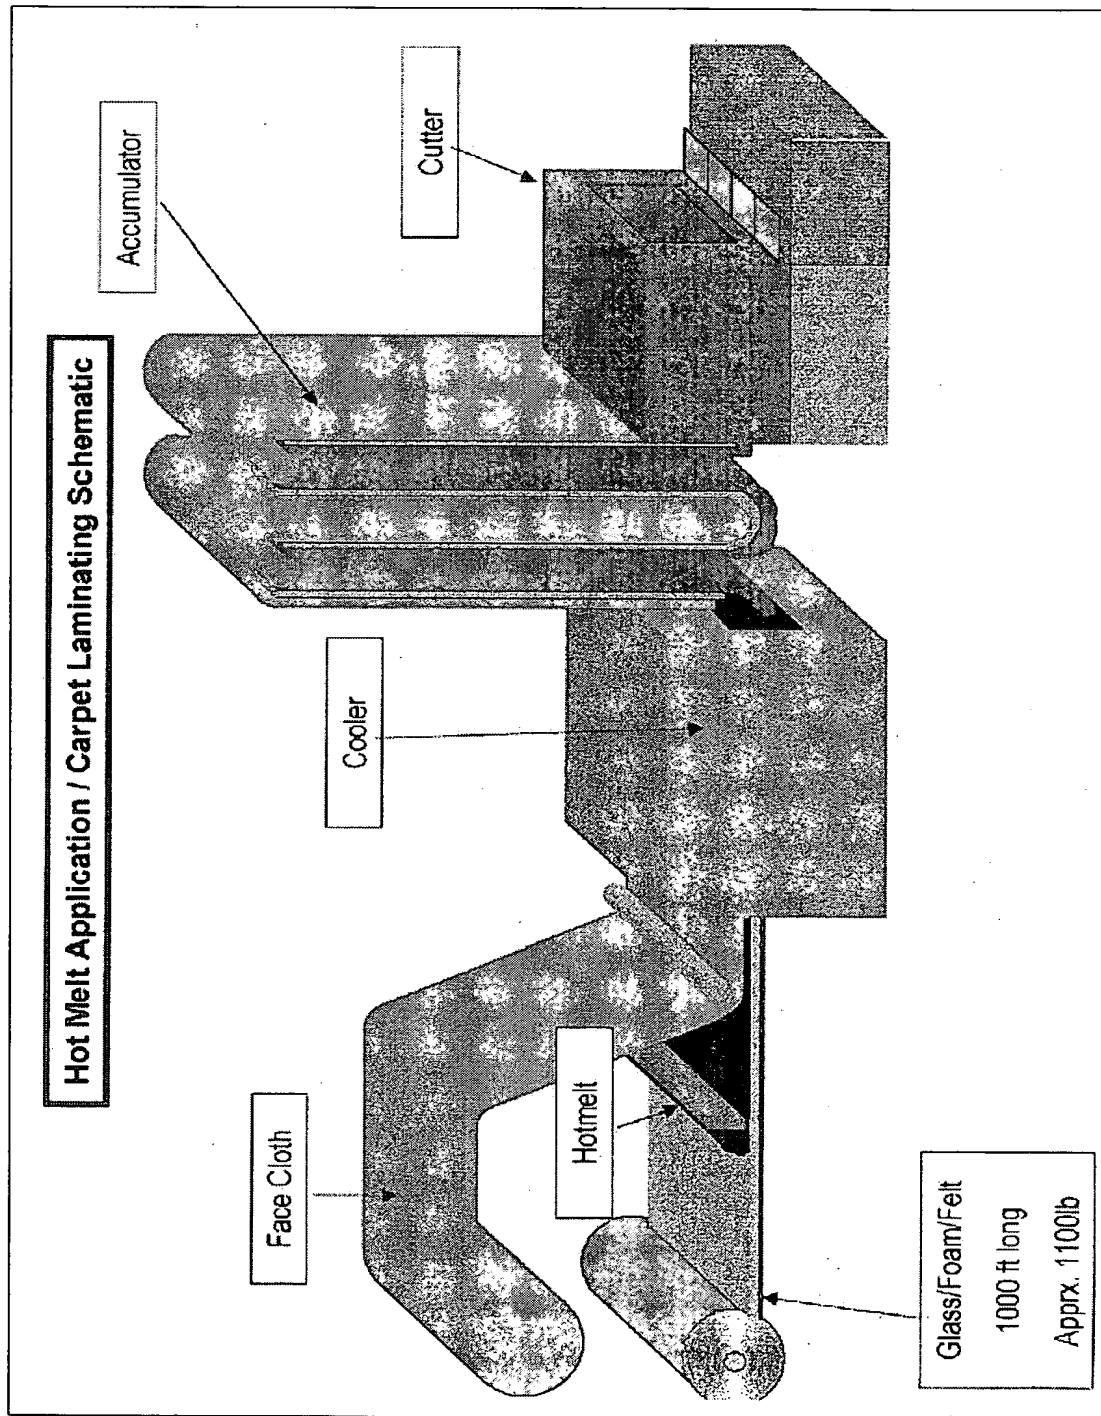 Hot Melt Application / Carpet Laminating Schematic
Accumulator
Cutter
Cooler
Face Cloth
Hotmelt
Glass/Foam/Felt
1000 ft long
Apprx. 1100lb